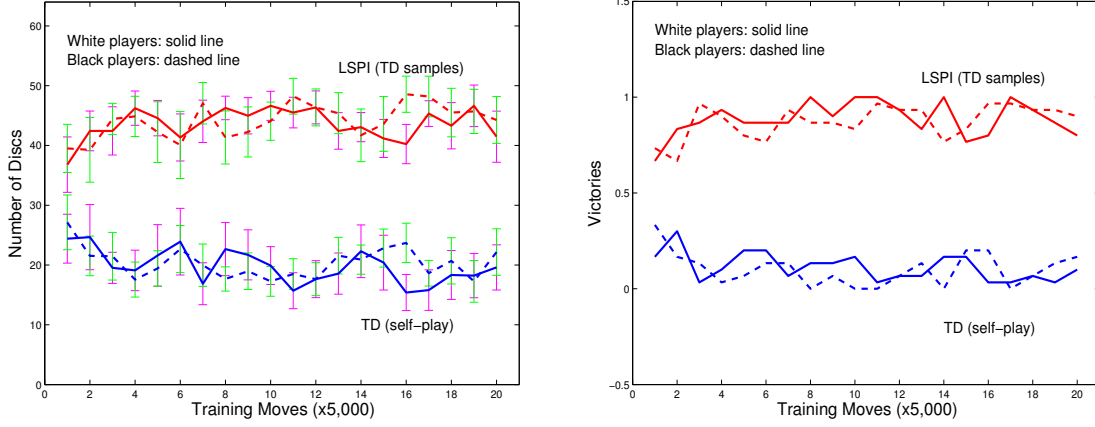 60
50
40
30
20
10
0
Number of Discs
White players: solid line
Black players: dashed line
LSPI (TD samples)
TD (self−play)
0 2 4 6 8 10 12 14 16 18 20
Training Moves (x5,000)
1.5
1
0.5
0
−0.5
Victories
White players: solid line
Black players: dashed line
LSPI (TD samples)
TD (self−play)
0 2 4 6 8 10 12 14 16 18 20
Training Moves (x5,000)